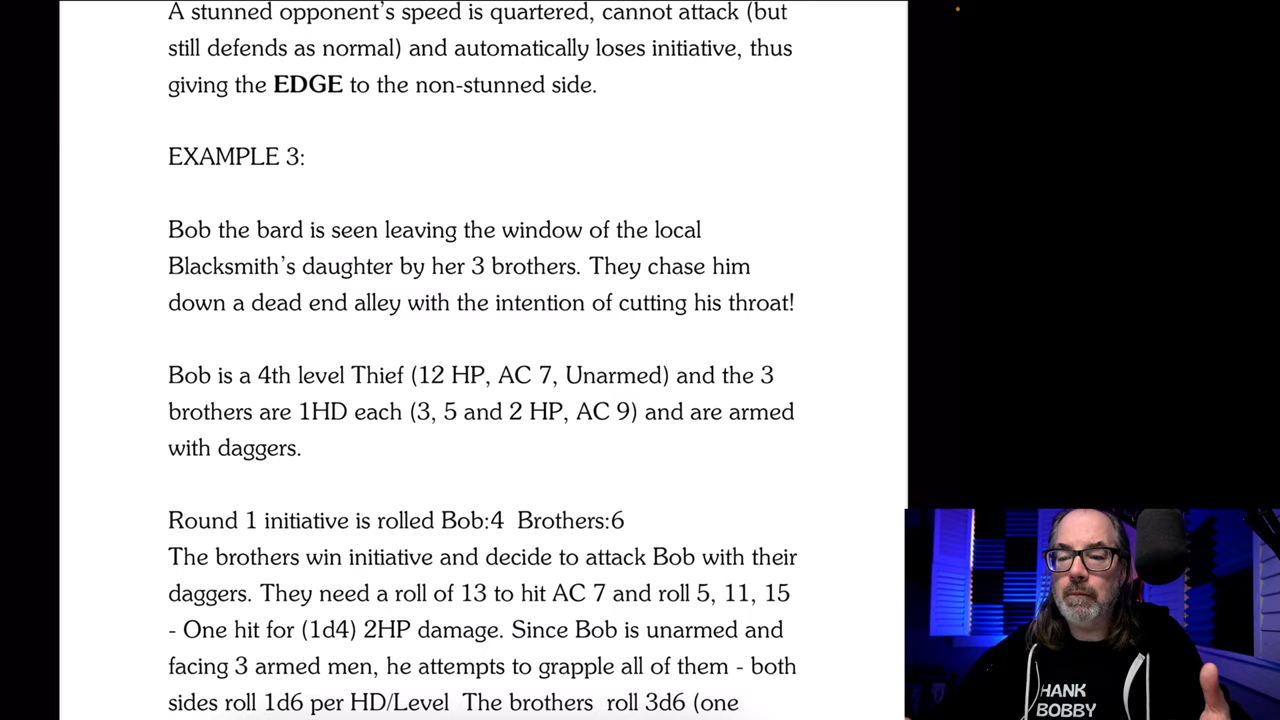 A stunned opponent's speed is quartered, cannot attack (but
still defends as normal) and automatically loses initiative, thus
giving the EDGE to the non-stunned side.
EXAMPLE 3:
Bob the bard is seen leaving the window of the local
Blacksmith's daughter by her 3 brothers. They chase him
down a dead end alley with the intention of cutting his throat!
Bob is a 4th level Thief (12 HP, AC 7, Unarmed) and the 3
brothers are 1HD each (3, 5 and 2 HP, AC 9) and are armed
with daggers.
Round 1 initiative is rolled Bob:4  Brothers:6
The brothers win initiative and decide to attack Bob with their
daggers. They need a roll of 13 to hit AC 7 and roll 5, 11, 15
- One hit for (1d4) 2HP damage. Since Bob is unarmed and
facing 3 armed men, he attempts to grapple all of them - both
sides roll 1d6 per HD/Level  The brothers  roll 3d6 (one
HANK
BOBBY